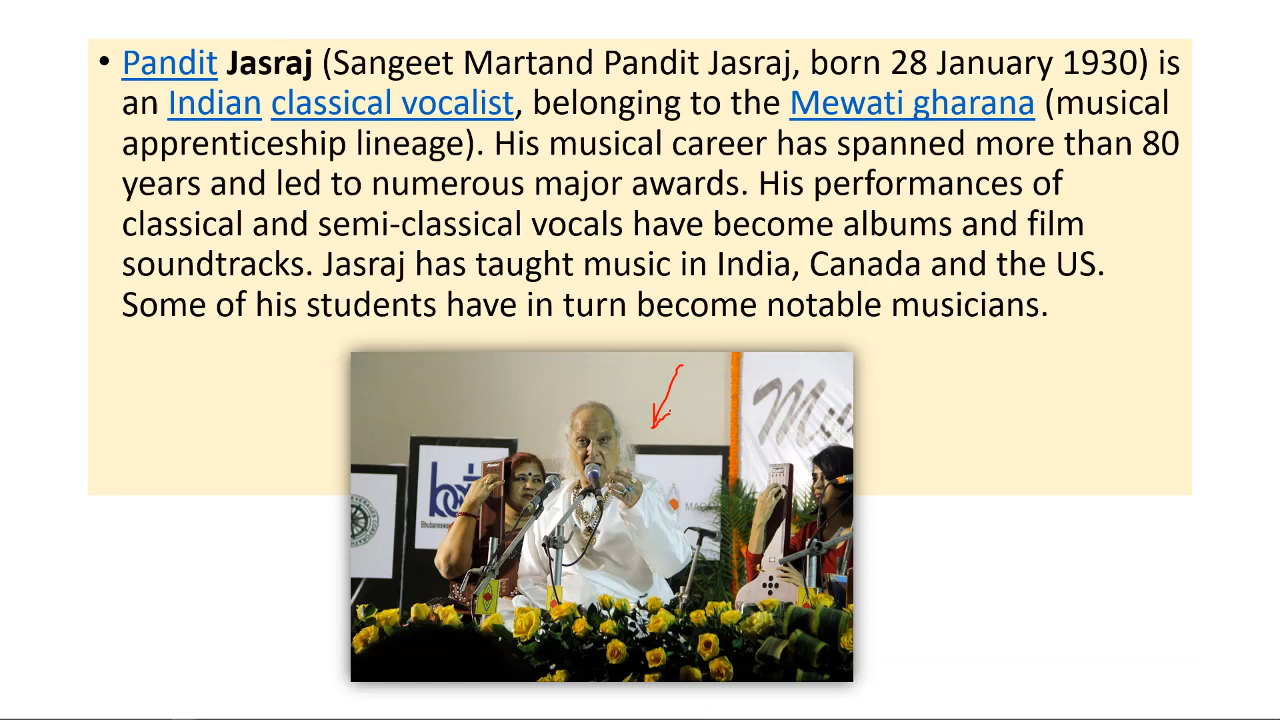 • Pandit Jasraj (Sangeet Martand Pandit Jasraj, born 28 January 1930) is
an Indian classical vocalist, belonging to the Mewati gharana (musical
apprenticeship lineage). His musical career has spanned more than 80
years and led to numerous major awards. His performances of
classical and semi-classical vocals have become albums and film
soundtracks. Jasraj has taught music in India, Canada and the US.
Some of his students have in turn become notable musicians.